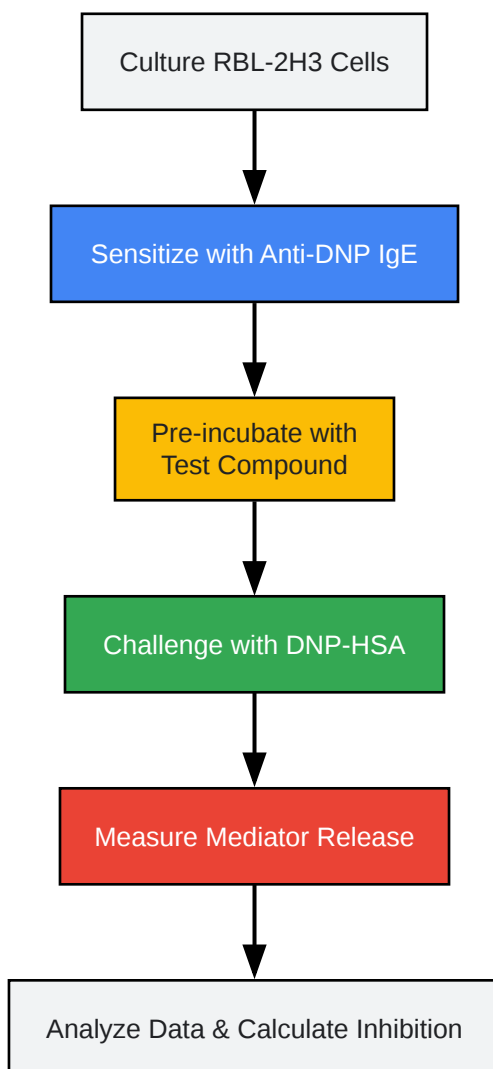 Culture RBL-2H3 Cells
Sensitize with Anti-DNP IgE
Pre-incubate with
Test Compound
Challenge with DNP-HSA
Measure Mediator Release
Analyze Data & Calculate Inhibition